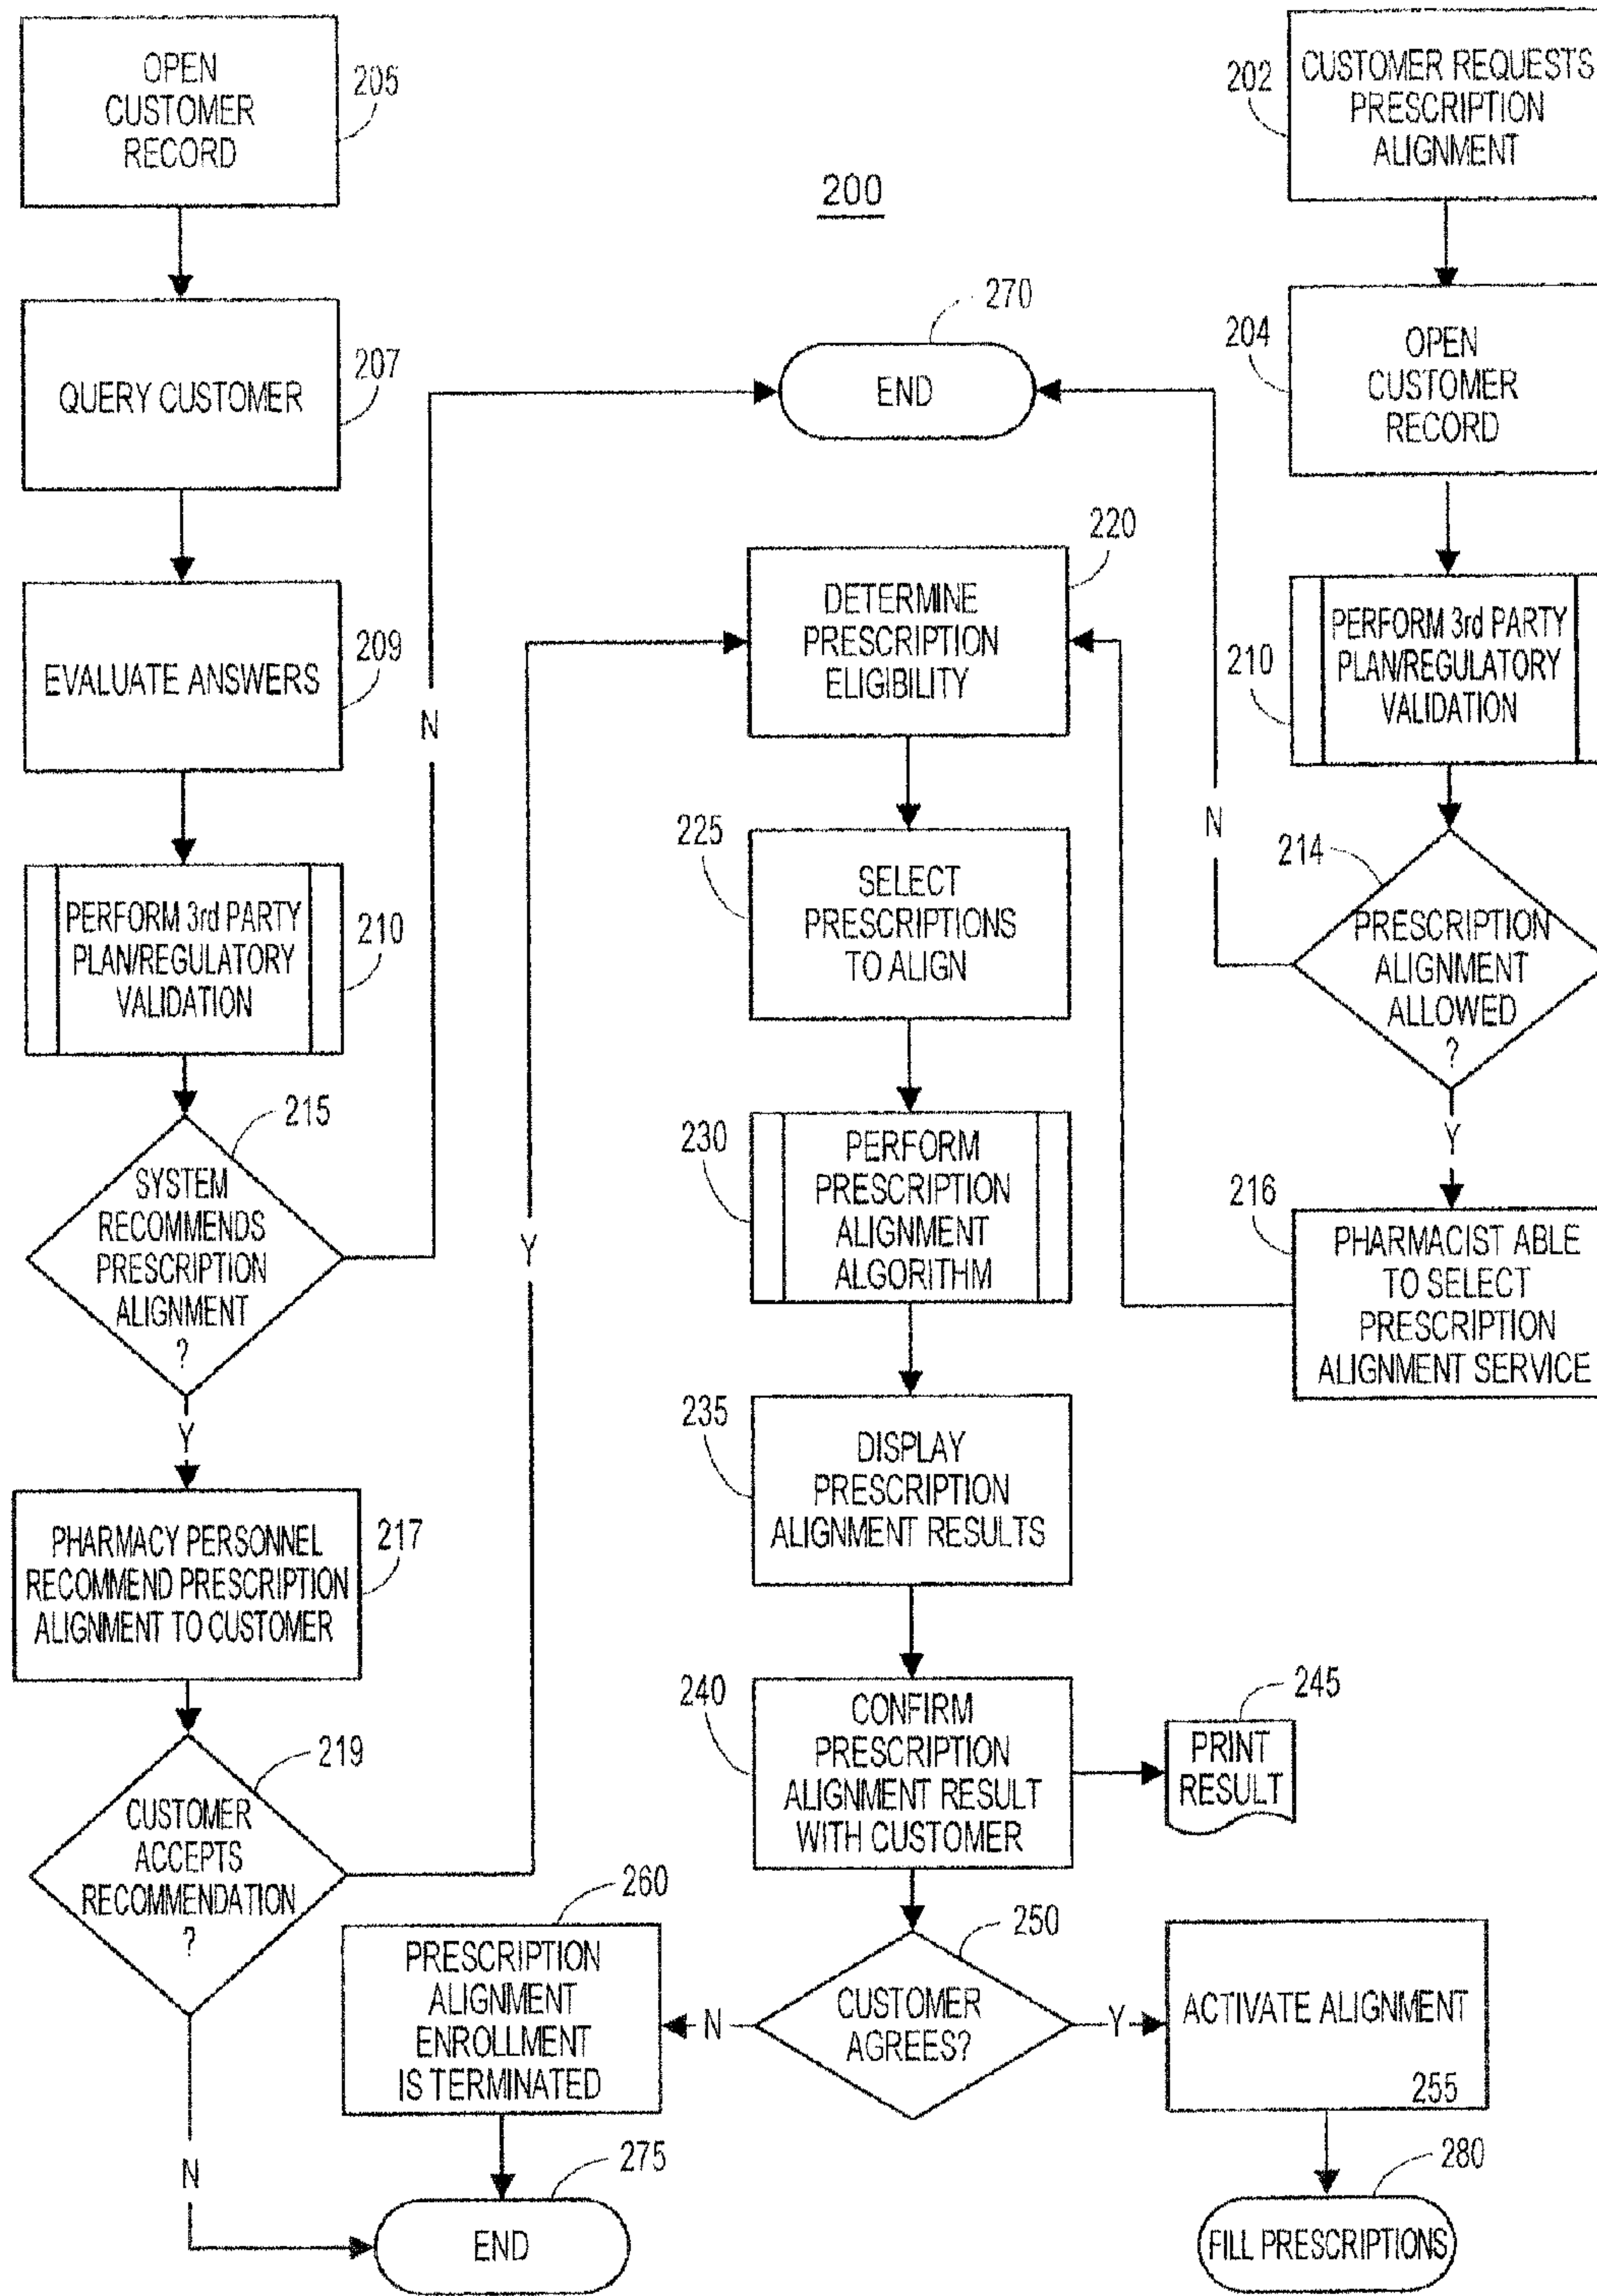 OPEN
CUSTOMER
RECORD
205
QUERY CUSTOMER
207
EVALUATE ANSWERS
209
PERFORM 3rd PARTY
PLAN/REGULATORY
VALIDATION
210
215
SYSTEM
RECOMMENDS
PRESCRIPTION
ALIGNMENT
?
N
Y
PHARMACY PERSONNEL
RECOMMEND PRESCRIPTION
ALIGNMENT TO CUSTOMER
217
219
CUSTOMER
ACCEPTS
RECOMMENDATION
?
Y
N
200
270
END
220
DETERMINE
PRESCRIPTION
ELIGIBILITY
225
SELECT
PRESCRIPTIONS
TO ALIGN
230
PERFORM
PRESCRIPTION
ALIGNMENT
ALGORITHM
235
DISPLAY
PRESCRIPTION
ALIGNMENT RESULTS
240
CONFIRM
PRESCRIPTION
ALIGNMENT RESULT
WITH CUSTOMER
245
PRINT
RESULT
250
CUSTOMER
AGREES?
N
Y
260
PRESCRIPTION
ALIGNMENT
ENROLLMENT
IS TERMINATED
275
END
ACTIVATE ALIGNMENT
255
280
FILL PRESCRIPTIONS
202
CUSTOMER REQUESTS
PRESCRIPTION
ALIGNMENT
204
OPEN
CUSTOMER
RECORD
210
PERFORM 3rd PARTY
PLAN/REGULATORY
VALIDATION
214
PRESCRIPTION
ALIGNMENT
ALLOWED
?
N
Y
216
PHARMACIST ABLE
TO SELECT
PRESCRIPTION
ALIGNMENT SERVICE